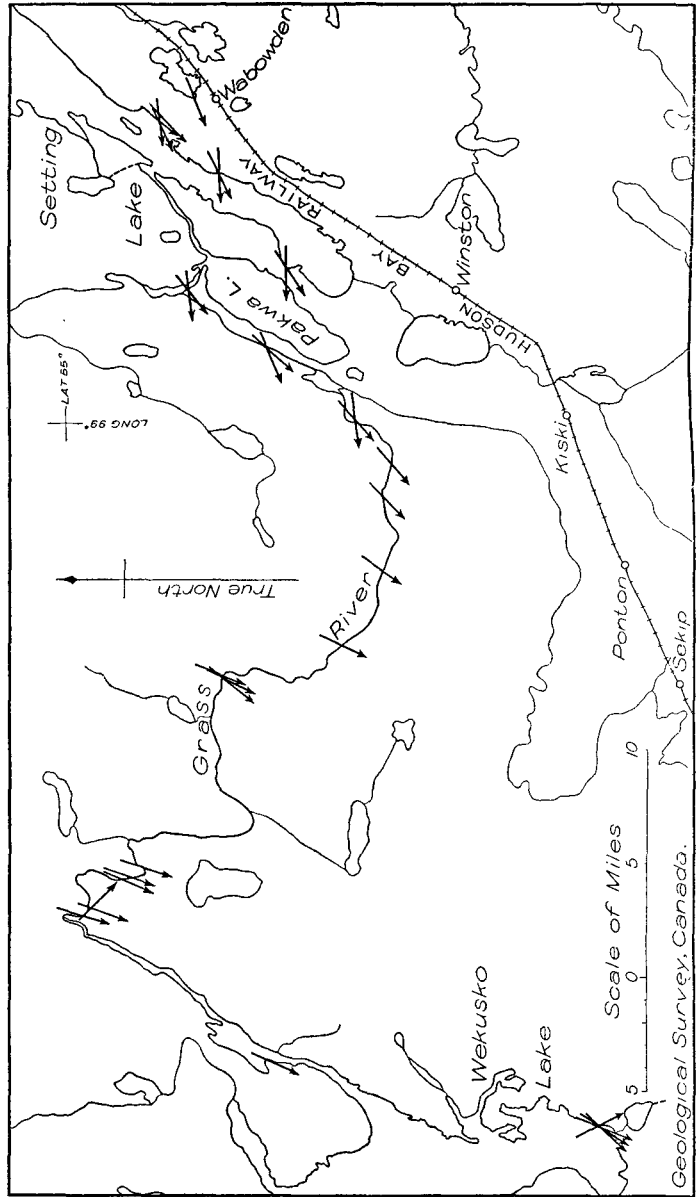 Setting
Lake
Wabowden
HUDSON BAY RAILWAY
Pakwa L.
LAT 55°
LONG 99°
Winston
Kiski
True North
Ponton
Sekip
Grass
River
Wekusko
Lake
Scale of Miles
5 0 5 10
Geological Survey, Canada.